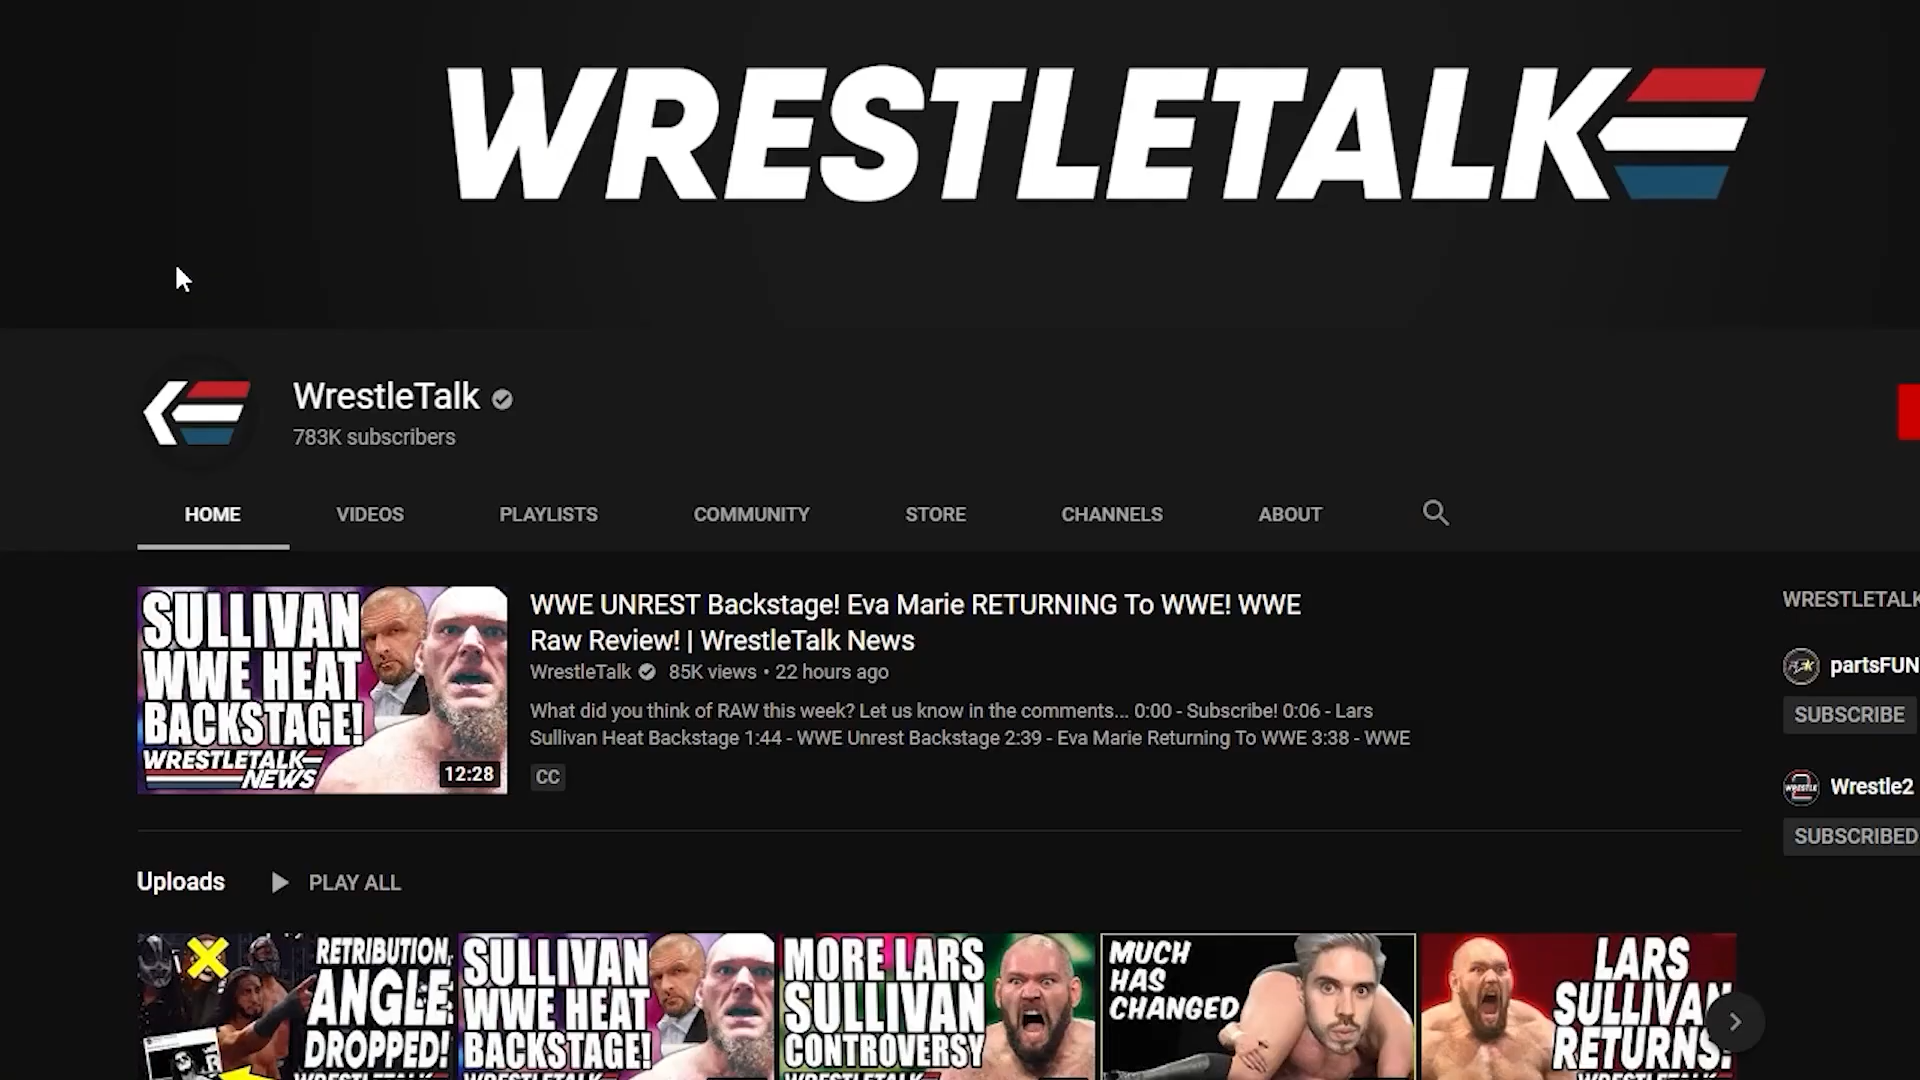 WRESTLETALK
WrestleTalk
783K subscribers
HOME
VIDEOS
PLAYLISTS
COMMUNITY
STORE
CHANNELS
ABOUT
SULLIVAN
WWE HEAT
BACKSTAGE!
WRESTLETALK
NEWS
12:28
WWE UNREST Backstage! Eva Marie RETURNING To WWE! WWE
Raw Review! | WrestleTalk News
WrestleTalk 85K views • 22 hours ago
What did you think of RAW this week? Let us know in the comments... 0:00 - Subscribe! 0:06 - Lars
Sullivan Heat Backstage 1:44 - WWE Unrest Backstage 2:39 - Eva Marie Returning To WWE 3:38 - WWE
CC
WRESTLETALK
partsFUN
SUBSCRIBE
Wrestle2
SUBSCRIBED
Uploads
PLAY ALL
RETRIBUTION
ANGLE
DROPPED!
SULLIVAN
WWE HEAT
BACKSTAGE!
MORE LARS
SULLIVAN
CONTROVERSY
MUCH
HAS
CHANGED
LARS
SULLIVAN
RETURNS!